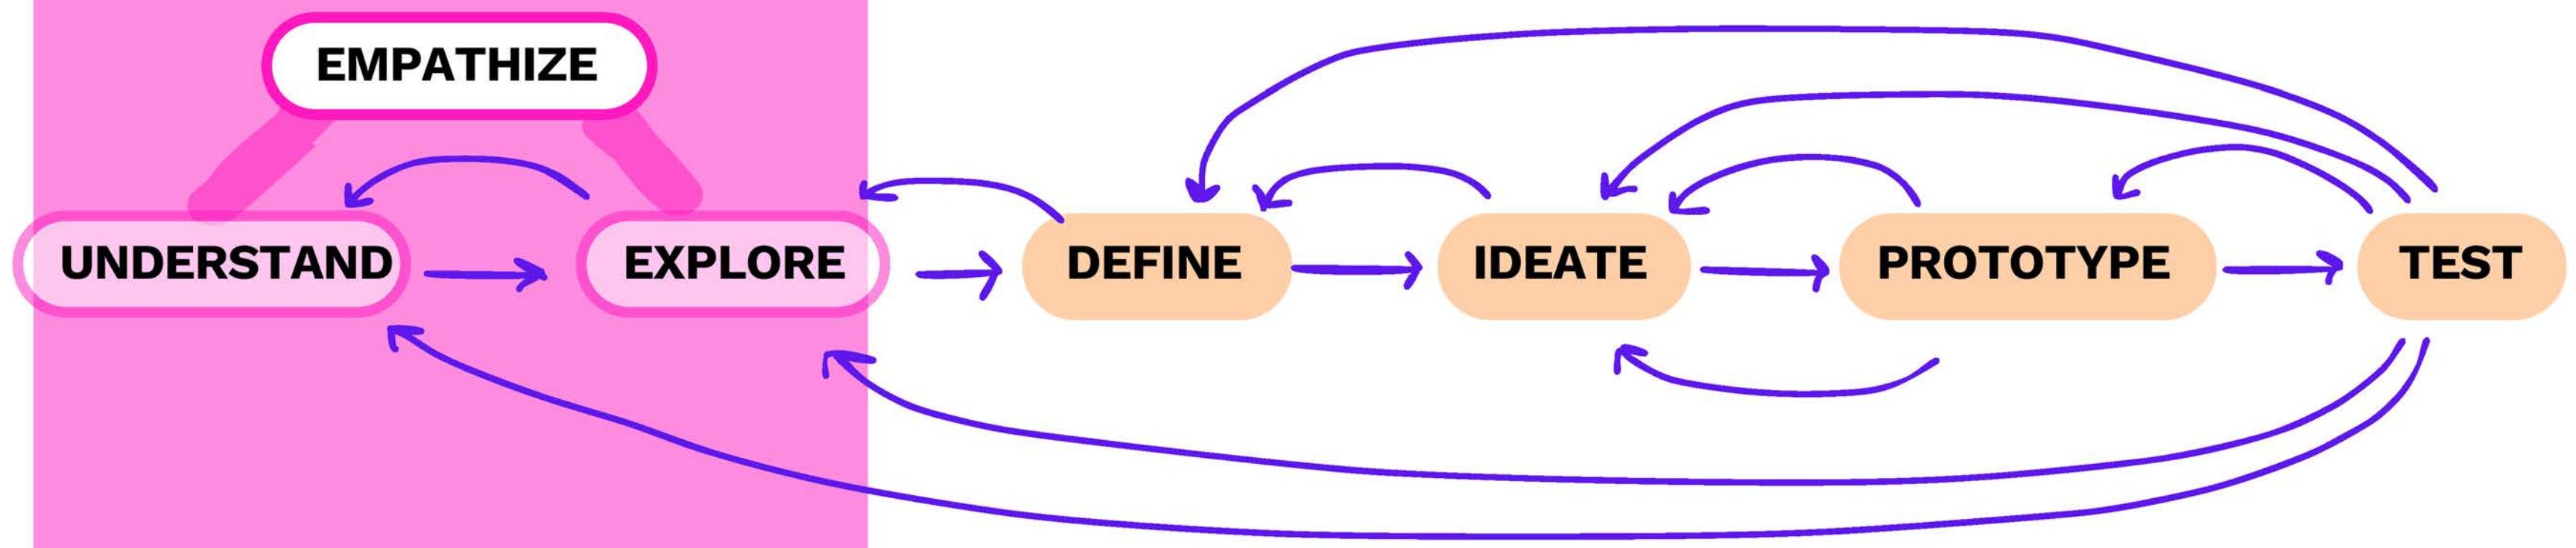 EMPATHIZE
UNDERSTAND
EXPLORE
DEFINE
IDEATE
PROTOTYPE
TEST